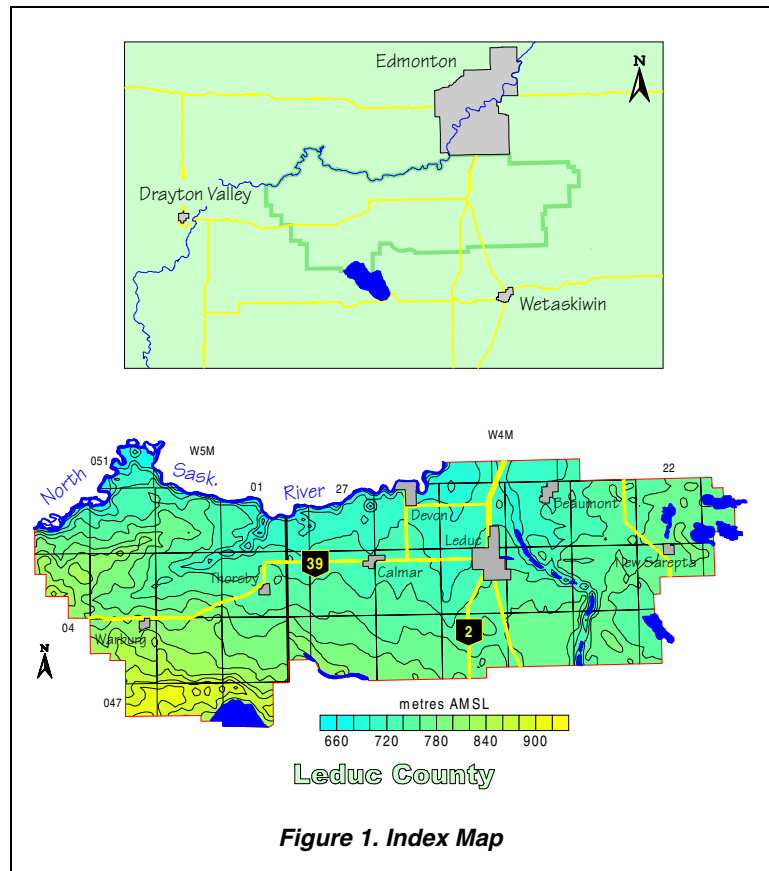 Edmonton
N
Drayton Valley
Wetaskiwin
W4M
W5M
051
North Sask. River
01
27
22
Devon
Beaumont
Leduc
New Sarepta
39
Calmar
Thorsby
04
Warburg
2
N
047
metres AMSL
660 720 780 840 900
Leduc County
Figure 1. Index Map